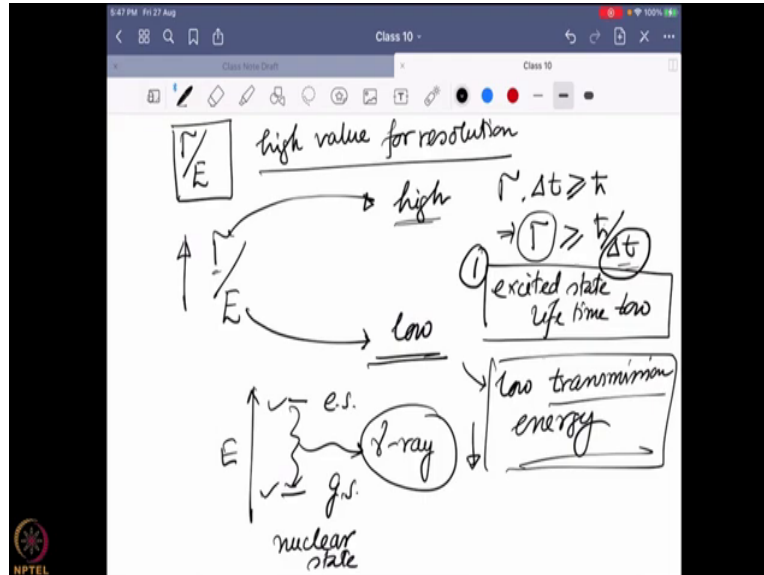 5:47 PM Fri 27 Aug
100%
Class 10
Class Note Draft
Class 10
Γ/E high value for resolution
high
Γ. Δt ≥ ħ
⇒ Γ ≥ ħ/Δt
Γ/E
①
excited state
life time low
low
low transmission
energy
E
e.s.
γ-ray
g.s.
nuclear
state
NPTEL